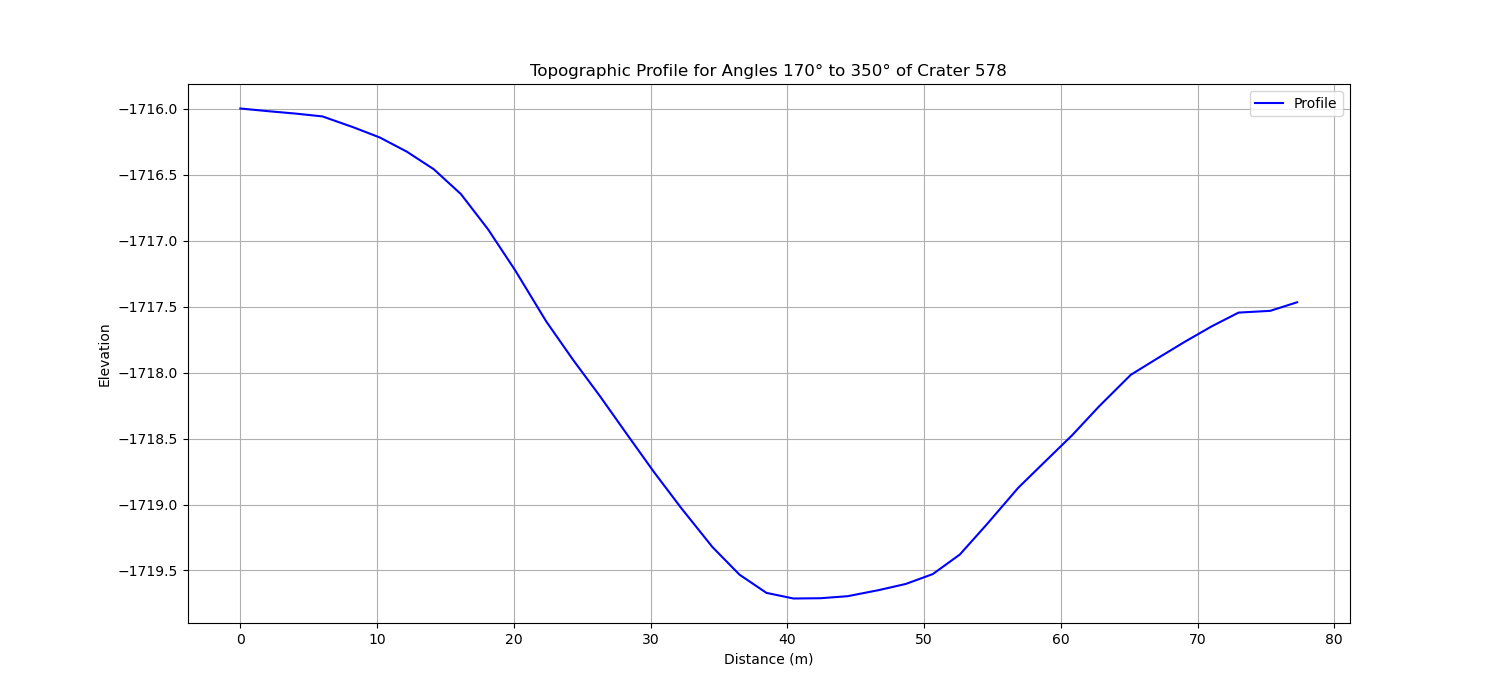 Topographic Profile for Angles 170° to 350° of Crater 578
Profile
−1716.0
−1716.5
−1717.0
−1717.5
−1718.0
−1718.5
−1719.0
−1719.5
Elevation
0 10 20 30 40 50 60 70 80
Distance (m)